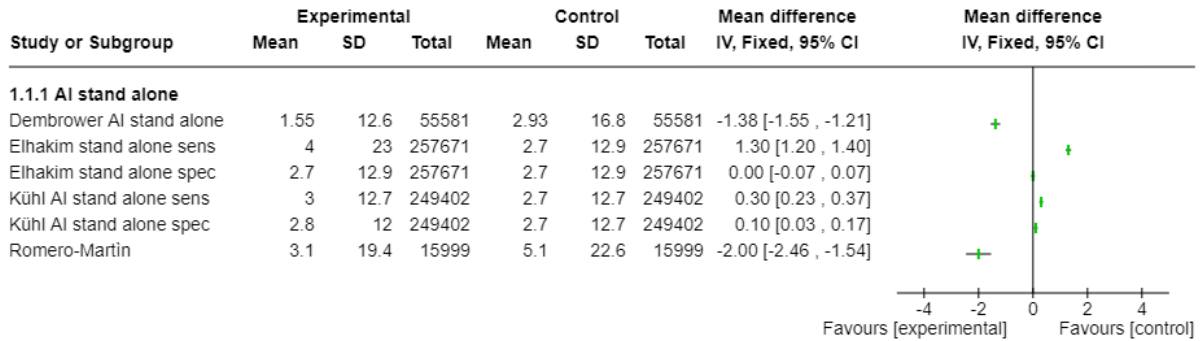 Experimental Control Mean difference Mean difference
Study or Subgroup Mean SD Total Mean SD Total IV, Fixed, 95% CI IV, Fixed, 95% CI
1.1.1 AI stand alone
Dembrower AI stand alone 1.55 12.6 55581 2.93 16.8 55581 -1.38 [-1.55 , -1.21]
Elhakim stand alone sens 4 23 257671 2.7 12.9 257671 1.30 [1.20 , 1.40]
Elhakim stand alone spec 2.7 12.9 257671 2.7 12.9 257671 0.00 [-0.07 , 0.07]
Kühl AI stand alone sens 3 12.7 249402 2.7 12.7 249402 0.30 [0.23 , 0.37]
Kühl AI stand alone spec 2.8 12 249402 2.7 12.7 249402 0.10 [0.03 , 0.17]
Romero-Martìn 3.1 19.4 15999 5.1 22.6 15999 -2.00 [-2.46 , -1.54]
-4 -2 0 2 4
Favours [experimental] Favours [control]